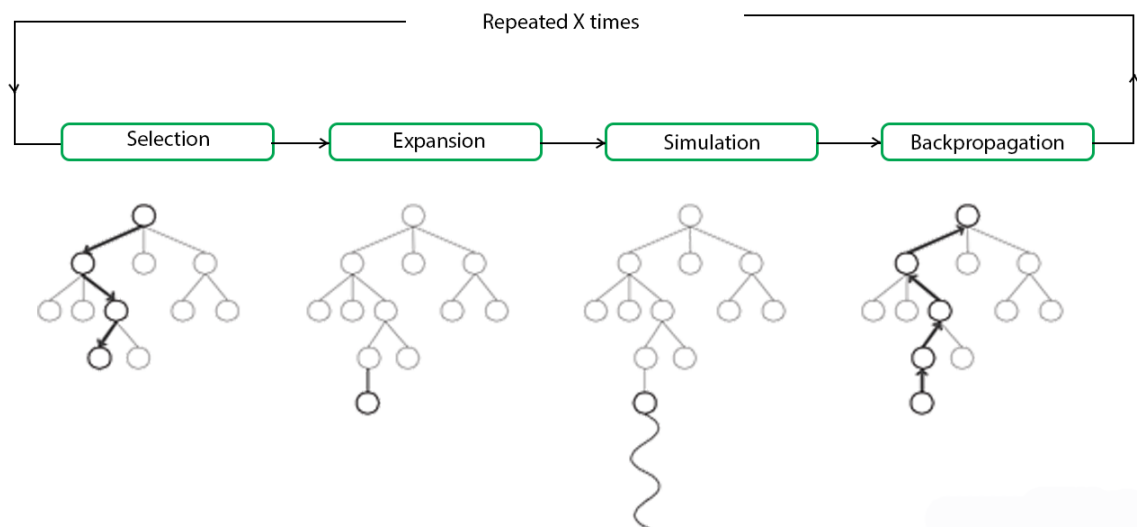 Repeated X times
Selection
Expansion
Simulation
Backpropagation